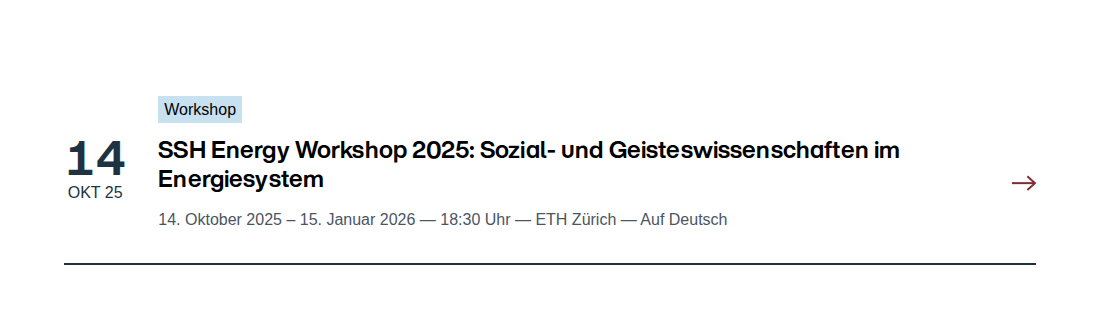 Workshop
14
OKT 25
SSH Energy Workshop 2025: Sozial- und Geisteswissenschaften im
Energiesystem
14. Oktober 2025 – 15. Januar 2026 — 18:30 Uhr — ETH Zürich — Auf Deutsch